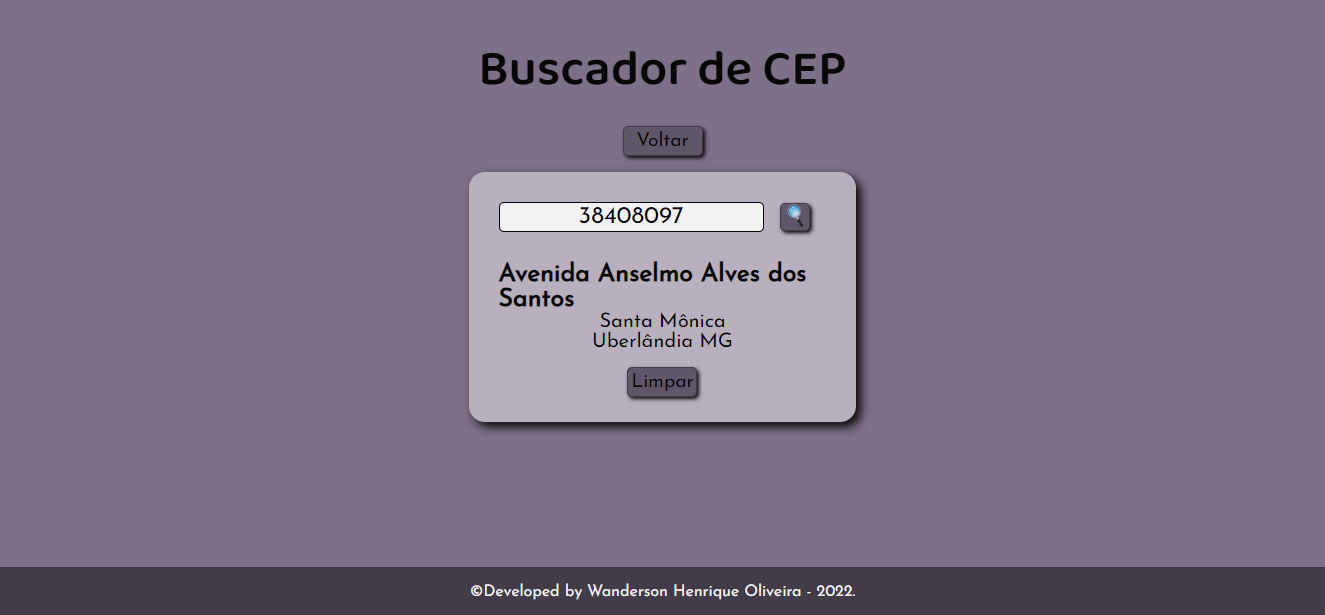 Buscador de CEP
Voltar
38408097
Avenida Anselmo Alves dos
Santos
Santa Mônica
Uberlândia MG
Limpar
©Developed by Wanderson Henrique Oliveira - 2022.